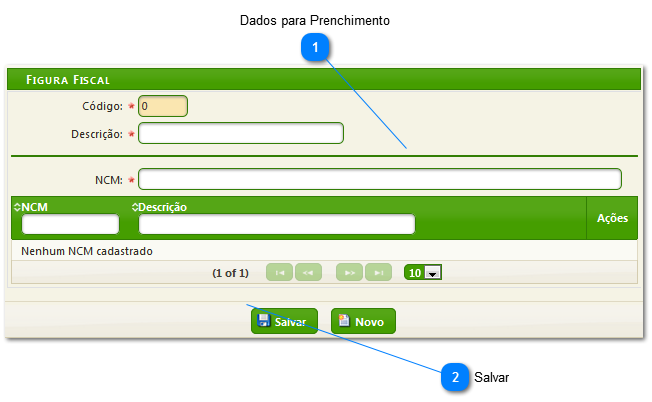 Dados para Prenchimento
1
Figura Fiscal
Código: * 0
Descrição: *
NCM: *
NCM Descrição Ações
Nenhum NCM cadastrado
(1 of 1) 10
Salvar Novo
2 Salvar